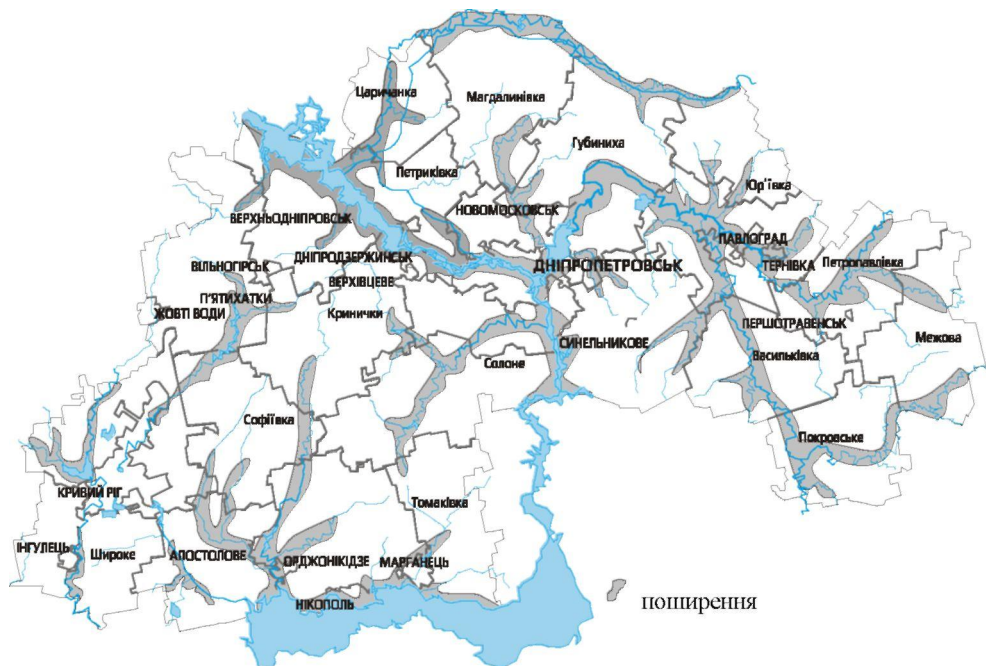 Царичанка
Магдалинівка
Губиниха
Петриківка
Юр'ївка
НОВОМОСКОВСЬК
ВЕРХНЬОДНІПРОВСЬК
ПАВЛОГРАД
ДНІПРОДЗЕРЖИНСЬК
ДНІПРОПЕТРОВСЬК
ТЕРНІВКА
Петропавлівка
ВІЛЬНОГІРСЬК
ВЕРХІВЦЕВЕ
П'ЯТИХАТКИ
ЖОВТІ ВОДИ
Кринички
ПЕРШОТРАВЕНСЬК
Межова
СИНЕЛЬНИКОВЕ
Васильківка
Солоне
Софіївка
Покровське
КРИВИЙ РІГ
Томаківка
ІНГУЛЕЦЬ
Широке
АПОСТОЛОВЕ
ОРДЖОНІКІДЗЕ
МАРГАНЕЦЬ
НІКОПОЛЬ
поширення